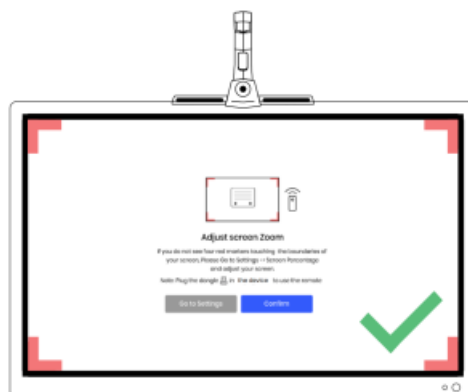 Adjust screen Zoom
If you do not see four red motions touching the boundaries of
your screen, Please Go to Settings -> Screen Percentage
and adjust your screen.
Note: Plug the dongle in the device to use the remote
Go to Settings
Confirm